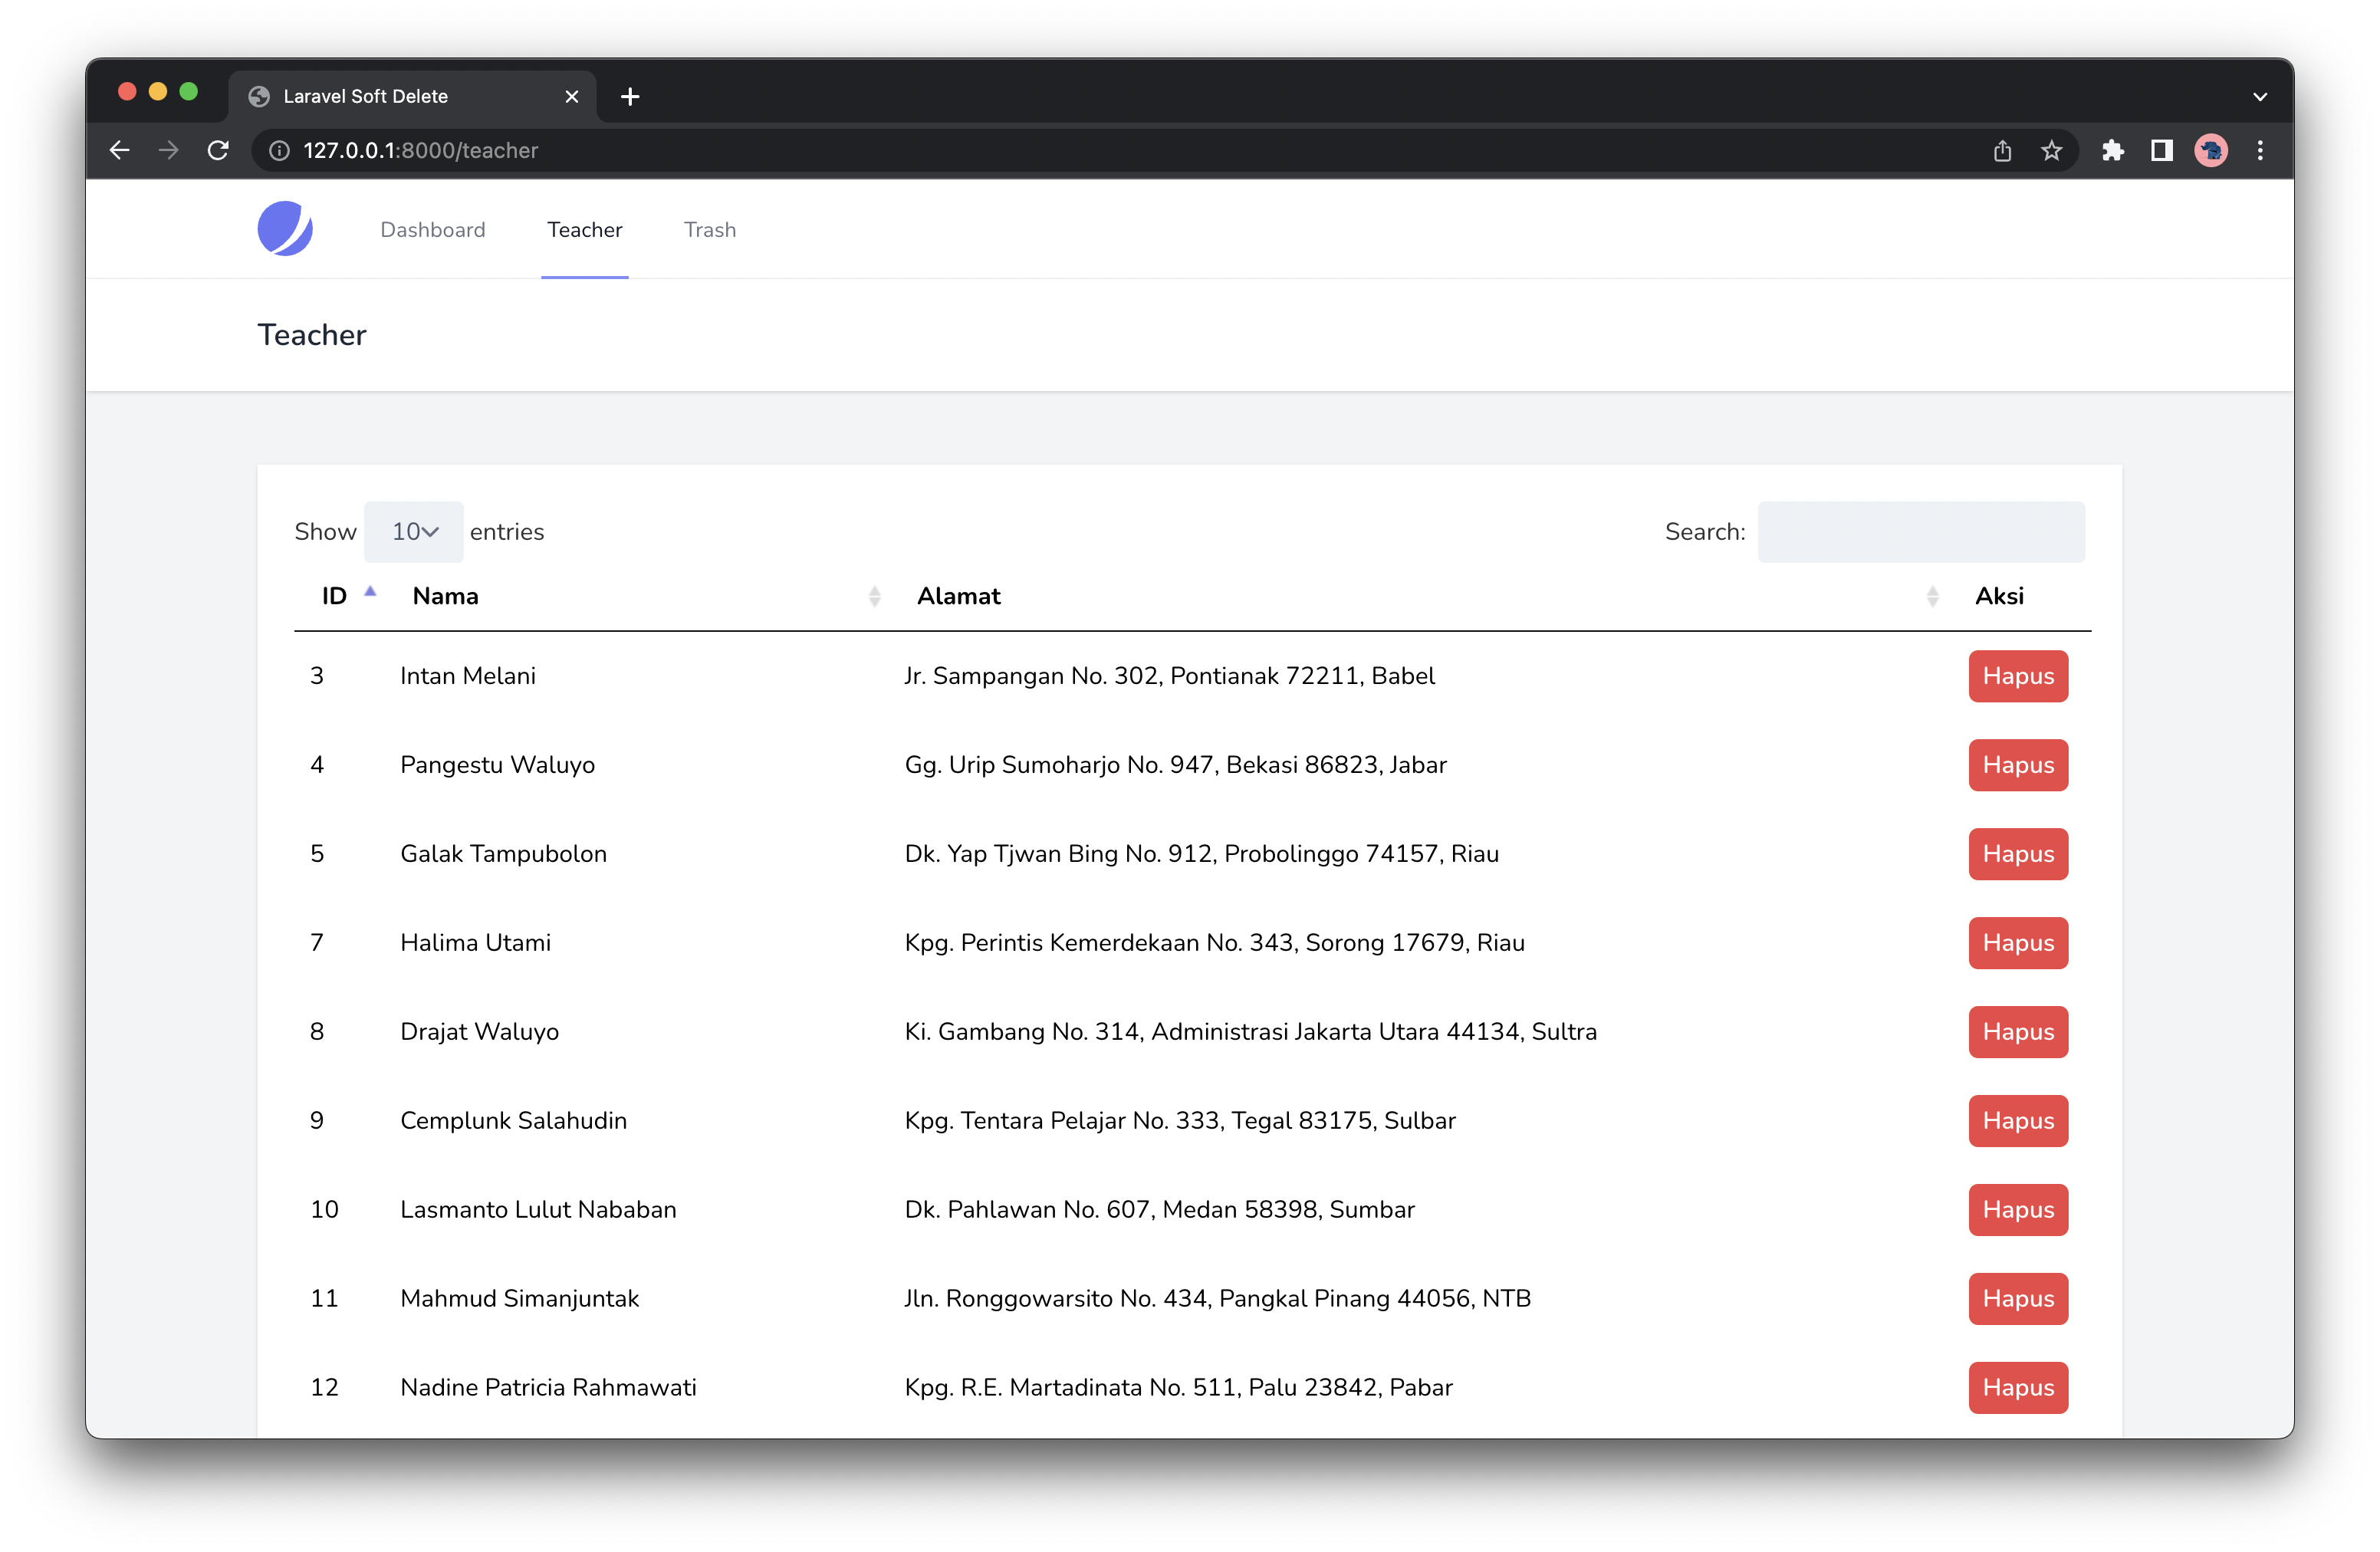 Laravel Soft Delete
127.0.0.1:8000/teacher
Dashboard Teacher Trash
Teacher
Show 10 entries Search:
ID Nama Alamat Aksi
3 Intan Melani Jr. Sampangan No. 302, Pontianak 72211, Babel Hapus
4 Pangestu Waluyo Gg. Urip Sumoharjo No. 947, Bekasi 86823, Jabar Hapus
5 Galak Tampubolon Dk. Yap Tjwan Bing No. 912, Probolinggo 74157, Riau Hapus
7 Halima Utami Kpg. Perintis Kemerdekaan No. 343, Sorong 17679, Riau Hapus
8 Drajat Waluyo Ki. Gambang No. 314, Administrasi Jakarta Utara 44134, Sultra Hapus
9 Cemplunk Salahudin Kpg. Tentara Pelajar No. 333, Tegal 83175, Sulbar Hapus
10 Lasmanto Lulut Nababan Dk. Pahlawan No. 607, Medan 58398, Sumbar Hapus
11 Mahmud Simanjuntak Jln. Ronggowarsito No. 434, Pangkal Pinang 44056, NTB Hapus
12 Nadine Patricia Rahmawati Kpg. R.E. Martadinata No. 511, Palu 23842, Pabar Hapus